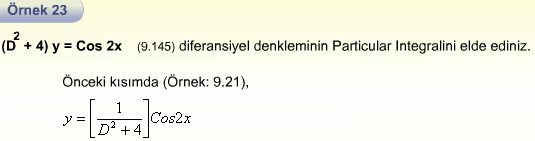 Örnek 23
(D² + 4) y = Cos 2x (9.145) diferansiyel denkleminin Particular Integralini elde ediniz.
Önceki kısımda (Örnek: 9.21),
y = [1 / (D² + 4)] Cos2x